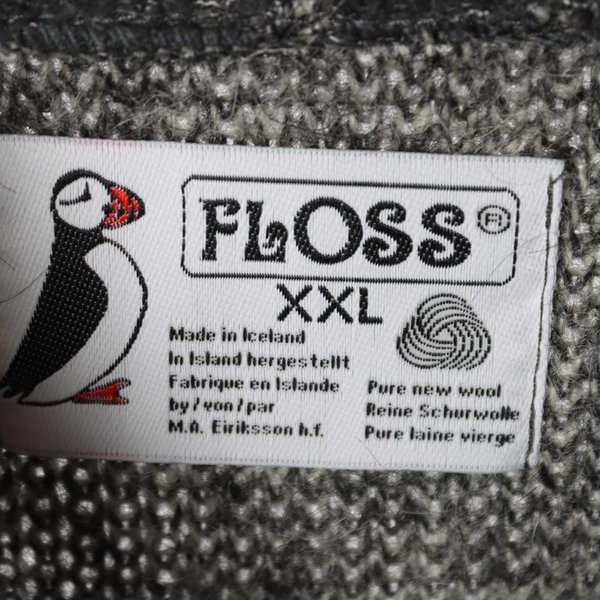 FLOSS ®
XXL
Made in Iceland
In Island hergestellt
Fabrique en Islande
by/von/par
M.A. Eiriksson h.f.
Pure new wool
Reine Schurwolle
Pure laine vierge